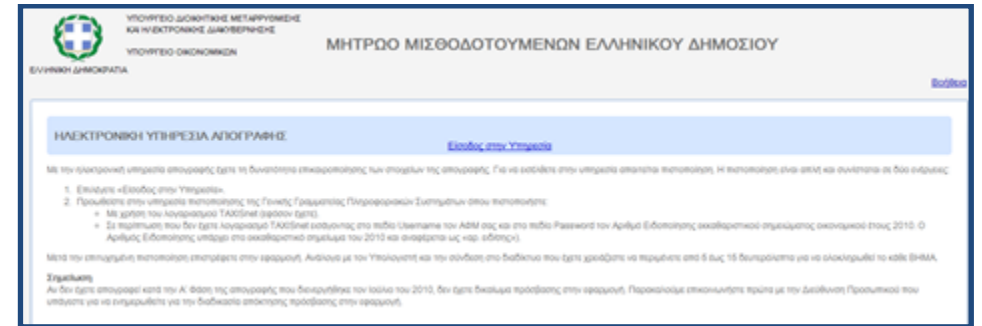 ΥΠΟΥΡΓΕΙΟ ΔΙΟΙΚΗΤΙΚΗΣ ΜΕΤΑΡΡΥΘΜΙΣΗΣ
ΚΑΙ ΗΛΕΚΤΡΟΝΙΚΗΣ ΔΙΑΚΥΒΕΡΝΗΣΗΣ
ΥΠΟΥΡΓΕΙΟ ΟΙΚΟΝΟΜΙΚΩΝ
ΕΛΛΗΝΙΚΗ ΔΗΜΟΚΡΑΤΙΑ
ΜΗΤΡΩΟ ΜΙΣΘΟΔΟΤΟΥΜΕΝΩΝ ΕΛΛΗΝΙΚΟΥ ΔΗΜΟΣΙΟΥ
Βοήθεια
ΗΛΕΚΤΡΟΝΙΚΗ ΥΠΗΡΕΣΙΑ ΑΠΟΓΡΑΦΗΣ
Είσοδος στην Υπηρεσία
Με την ηλεκτρονική υπηρεσία απογραφής έχετε τη δυνατότητα επικαιροποίησης των στοιχείων της απογραφής. Για να εισέλθετε στην υπηρεσία απαιτείται πιστοποίηση. Η πιστοποίηση είναι απλή και συνίσταται σε δύο ενέργειες:
1. Επιλέγετε «Είσοδος στην Υπηρεσία».
2. Προωθείστε στην υπηρεσία πιστοποίησης της Γενικής Γραμματείας Πληροφοριακών Συστημάτων όπου πιστοποιήστε:
Με χρήση του λογαριασμού TAXISnet (εφόσον έχετε).
Σε περίπτωση που δεν έχετε λογαριασμό TAXISnet εισάγοντας στο πεδίο Username τον ΑΦΜ σας και στο πεδίο Password τον Αριθμό Ειδοποίησης εκκαθαριστικού σημειώματος οικονομικού έτους 2010. Ο
Αριθμός Ειδοποίησης υπάρχει στο εκκαθαριστικό σημείωμα του 2010 και αναφέρεται ως «αρ. ειδ/σης».
Μετά την επιτυχημένη πιστοποίηση επιστρέφετε στην εφαρμογή. Ανάλογα με τον Υπολογιστή και την σύνδεση στο διαδίκτυο που έχετε χρειάζεται να περιμένετε από 6 έως 15 δευτερόλεπτα για να ολοκληρωθεί το κάθε ΒΗΜΑ.
Σημείωση
Αν δεν έχετε απογραφεί κατά την Α' Φάση της απογραφής που διενεργήθηκε τον Ιούλιο του 2010, δεν έχετε δικαίωμα πρόσβασης στην εφαρμογή. Παρακαλούμε επικοινωνήστε πρώτα με την Διεύθυνση Προσωπικού που
υπάγεστε για να ενημερωθείτε για την διαδικασία απόκτησης πρόσβασης στην εφαρμογή.